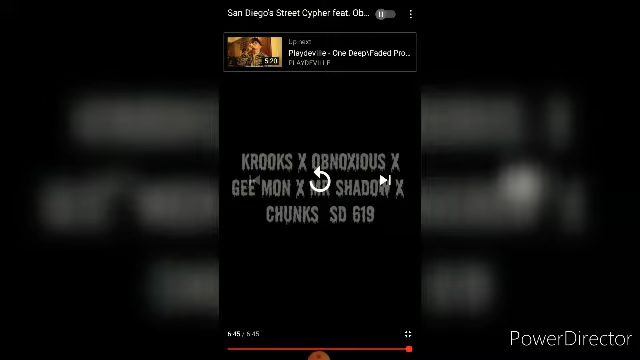 San Diego's Street Cypher feat. Ob...
Up next
Playdeville - One Deep\Faded Pro...
PLAYDEVILLE
5:20
KROOKS X OBNOXIOUS X
GEE MON X MR SHADOW X
CHUNKS SD 619
6:45 / 6:45
PowerDirector